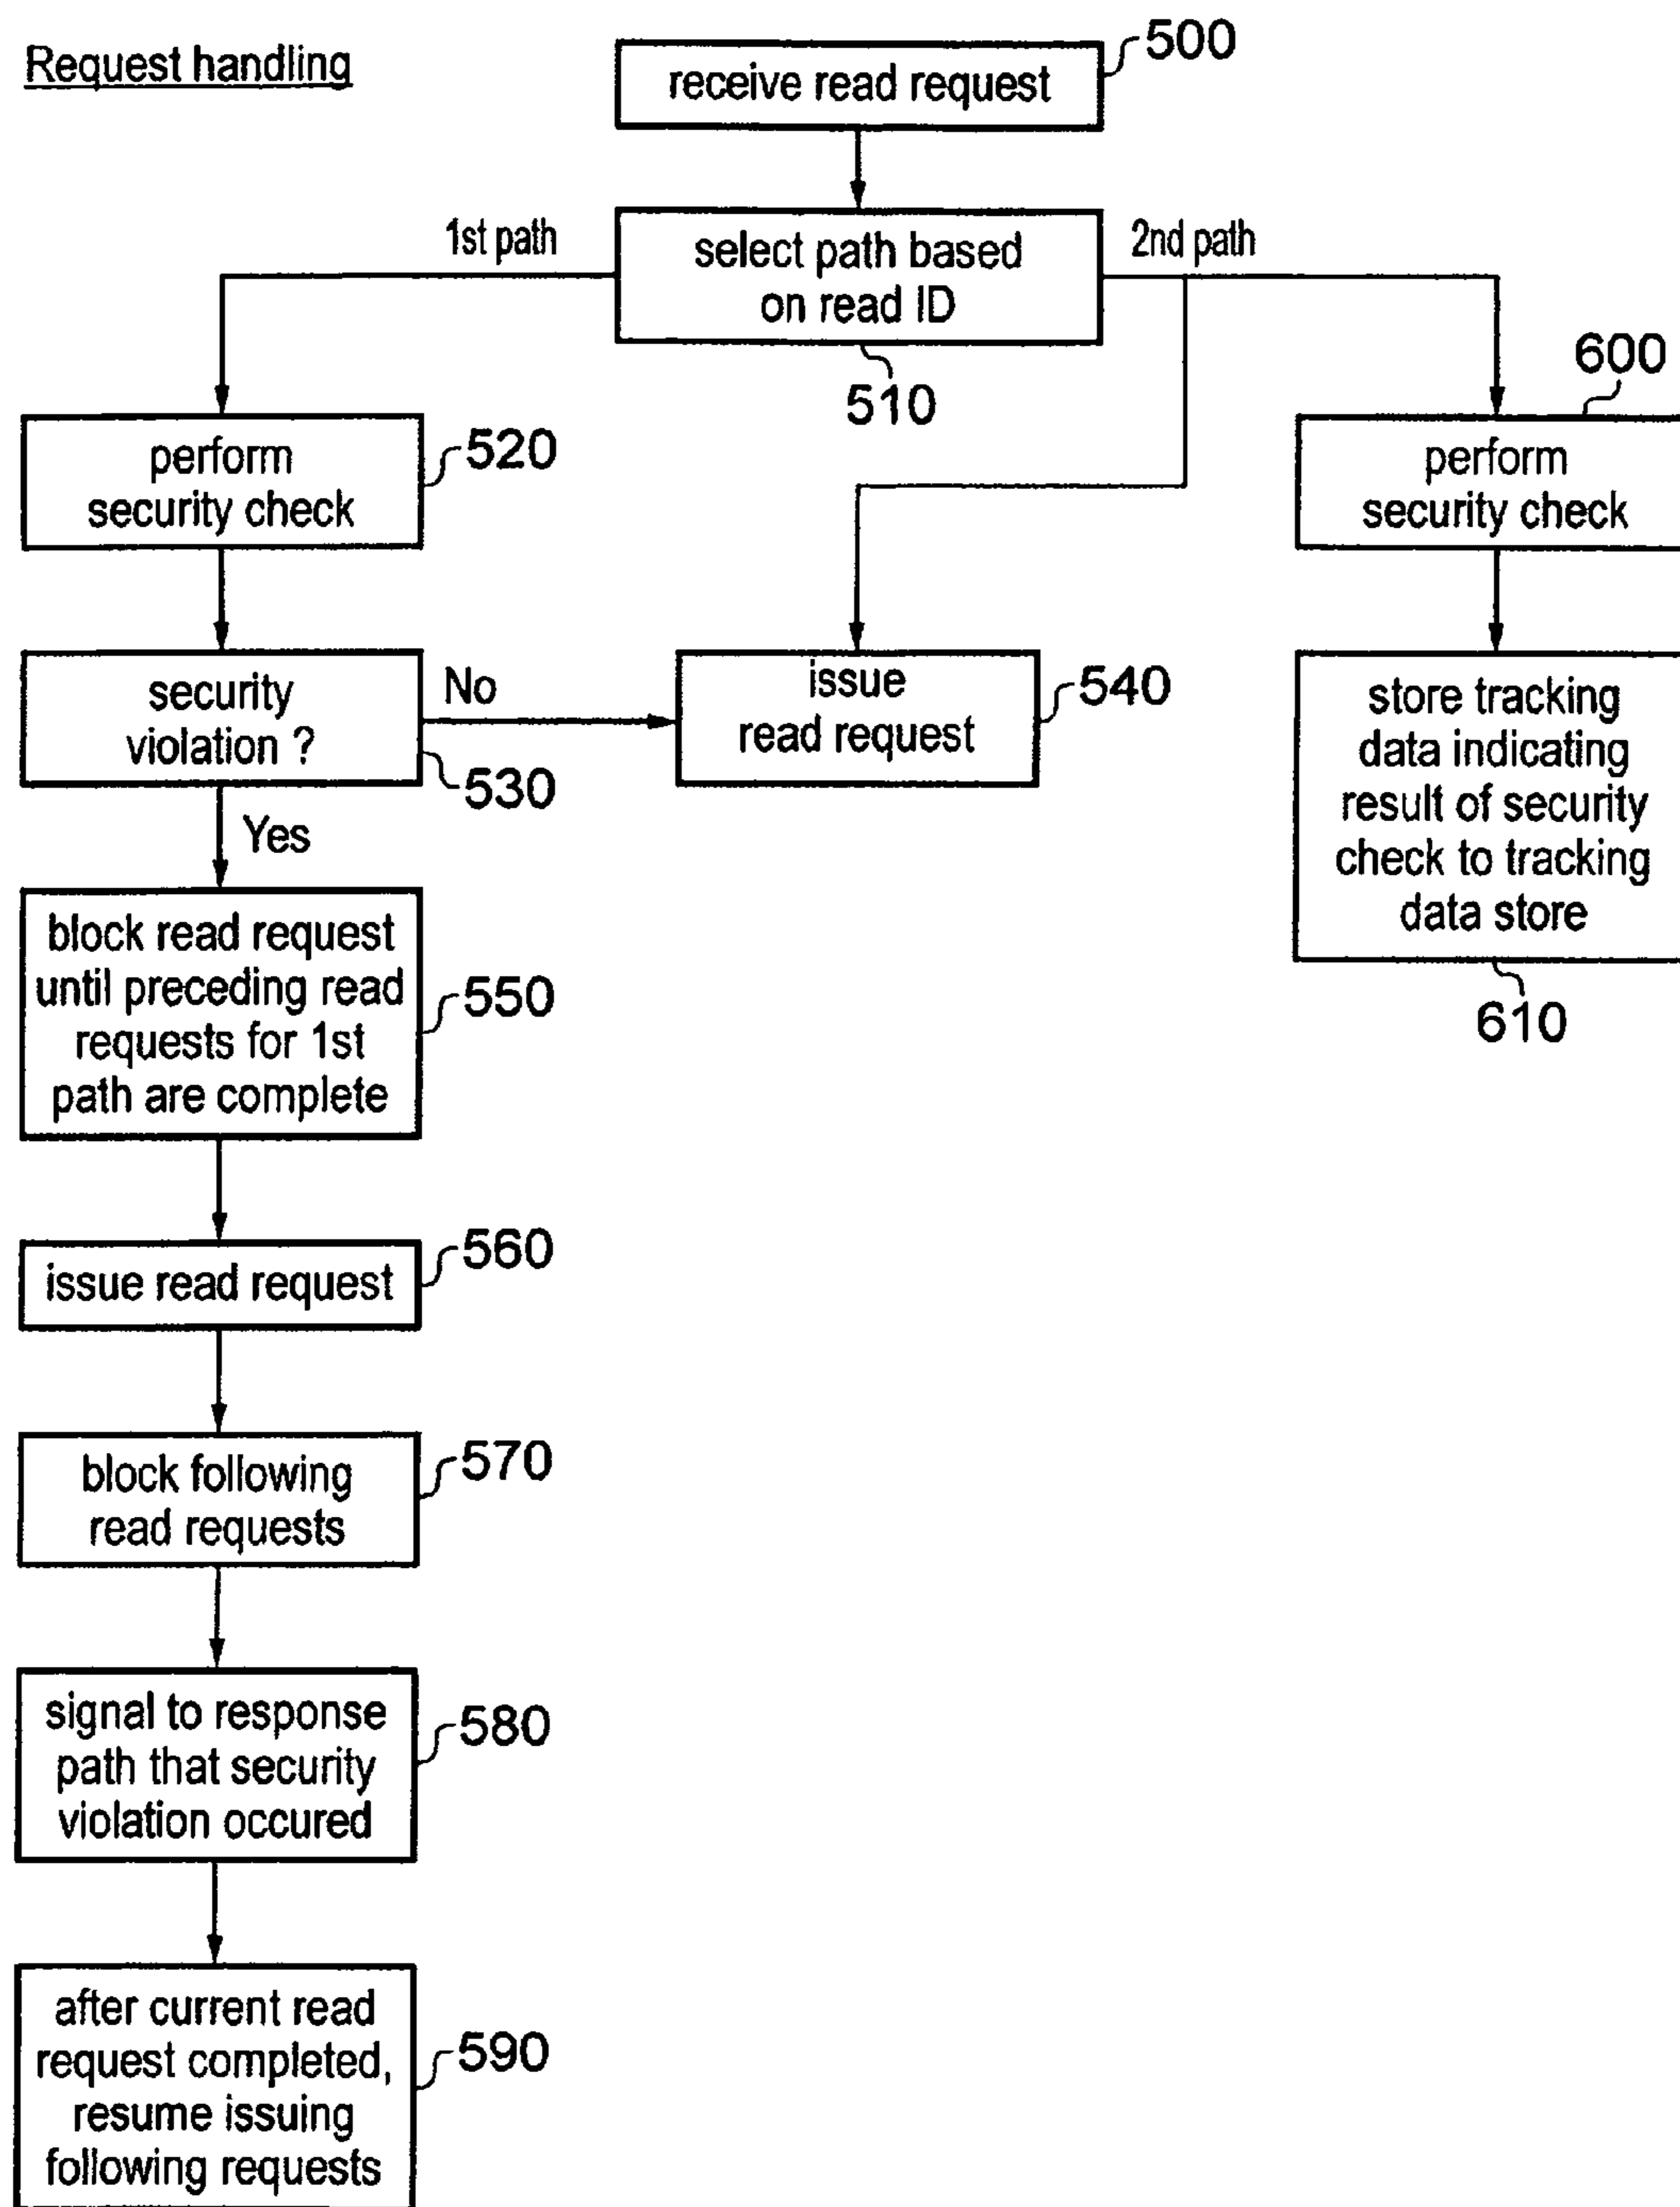 Request handling
receive read request
500
1st path
select path based
on read ID
2nd path
510
600
perform
security check
520
perform
security check
security
violation ?
530
No
issue
read request
540
store tracking
data indicating
result of security
check to tracking
data store
610
Yes
block read request
until preceding read
requests for 1st
path are complete
550
issue read request
560
block following
read requests
570
signal to response
path that security
violation occured
580
after current read
request completed,
resume issuing
following requests
590